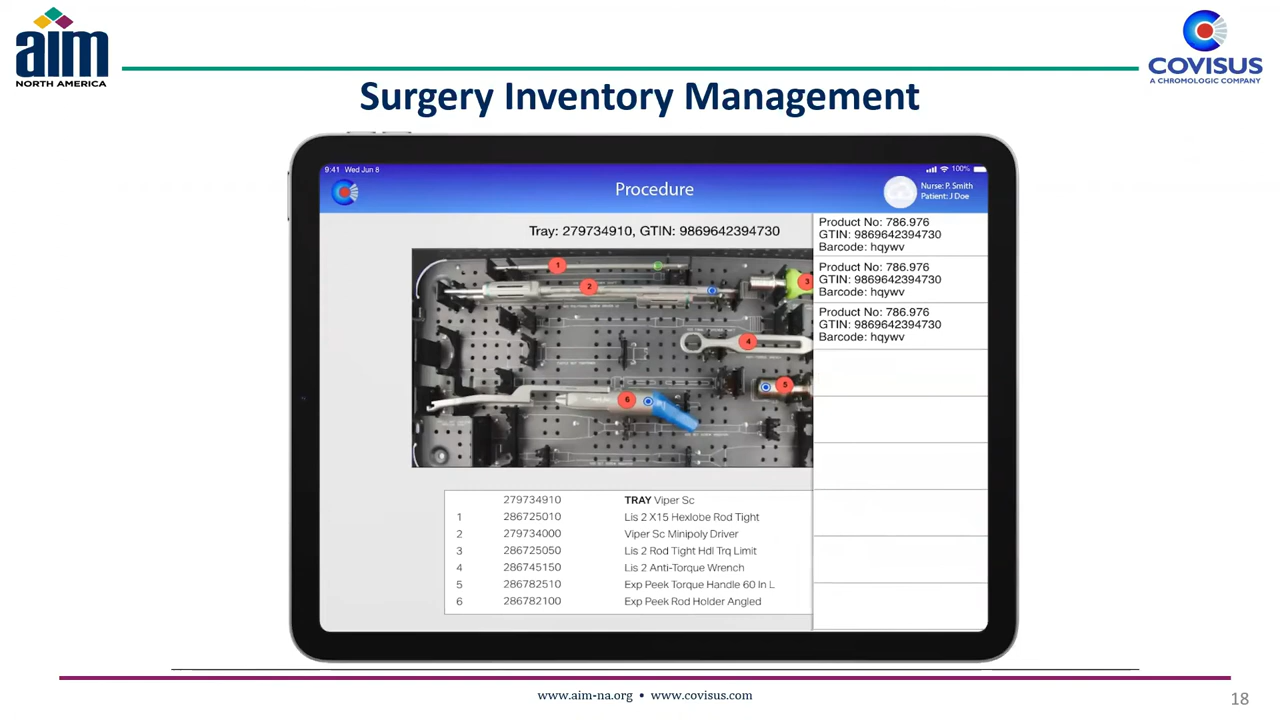 aim
NORTH AMERICA
COVISUS
A CHROMOLOGIC COMPANY
Surgery Inventory Management
9:41 Wed Jun 8
100%
Procedure
Nurse: P. Smith
Patient: J Doe
Tray: 279734910, GTIN: 9869642394730
1
2
3
4
5
6
Product No: 786.976
GTIN: 9869642394730
Barcode: hqywv
Product No: 786.976
GTIN: 9869642394730
Barcode: hqywv
Product No: 786.976
GTIN: 9869642394730
Barcode: hqywv
279734910 TRAY Viper Sc
1 286725010 Lis 2 X15 Hexlobe Rod Tight
2 279734000 Viper Sc Minipoly Driver
3 286725050 Lis 2 Rod Tight Hdl Trq Limit
4 286745150 Lis 2 Anti-Torque Wrench
5 286782510 Exp Peek Torque Handle 60 In L
6 286782100 Exp Peek Rod Holder Angled
www.aim-na.org • www.covisus.com
18